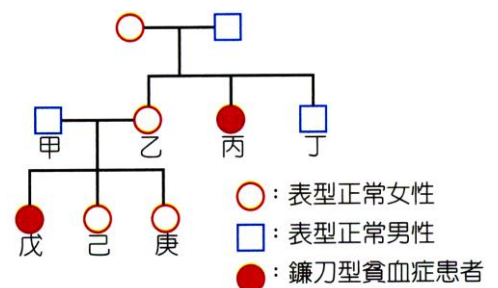 甲 乙 丙 丁
戊 己 庚
：表型正常女性
：表型正常男性
：鐮刀型貧血症患者